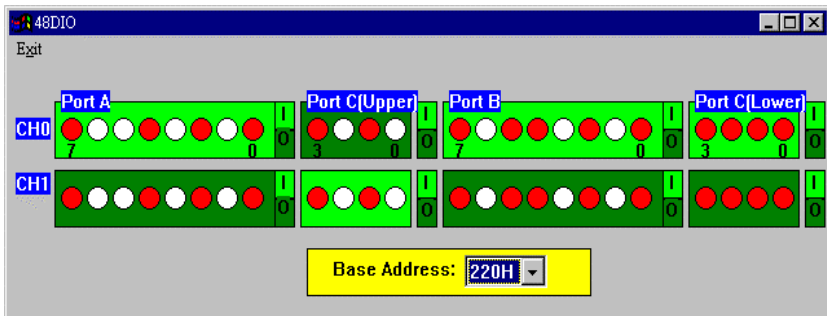 48DIO
Exit
Port A Port C(Upper) Port B Port C(Lower)
CH0 I I I I
O O O O
7 0 3 0 7 0 3 0
CH1 I I I I
O O O O
Base Address: 220H